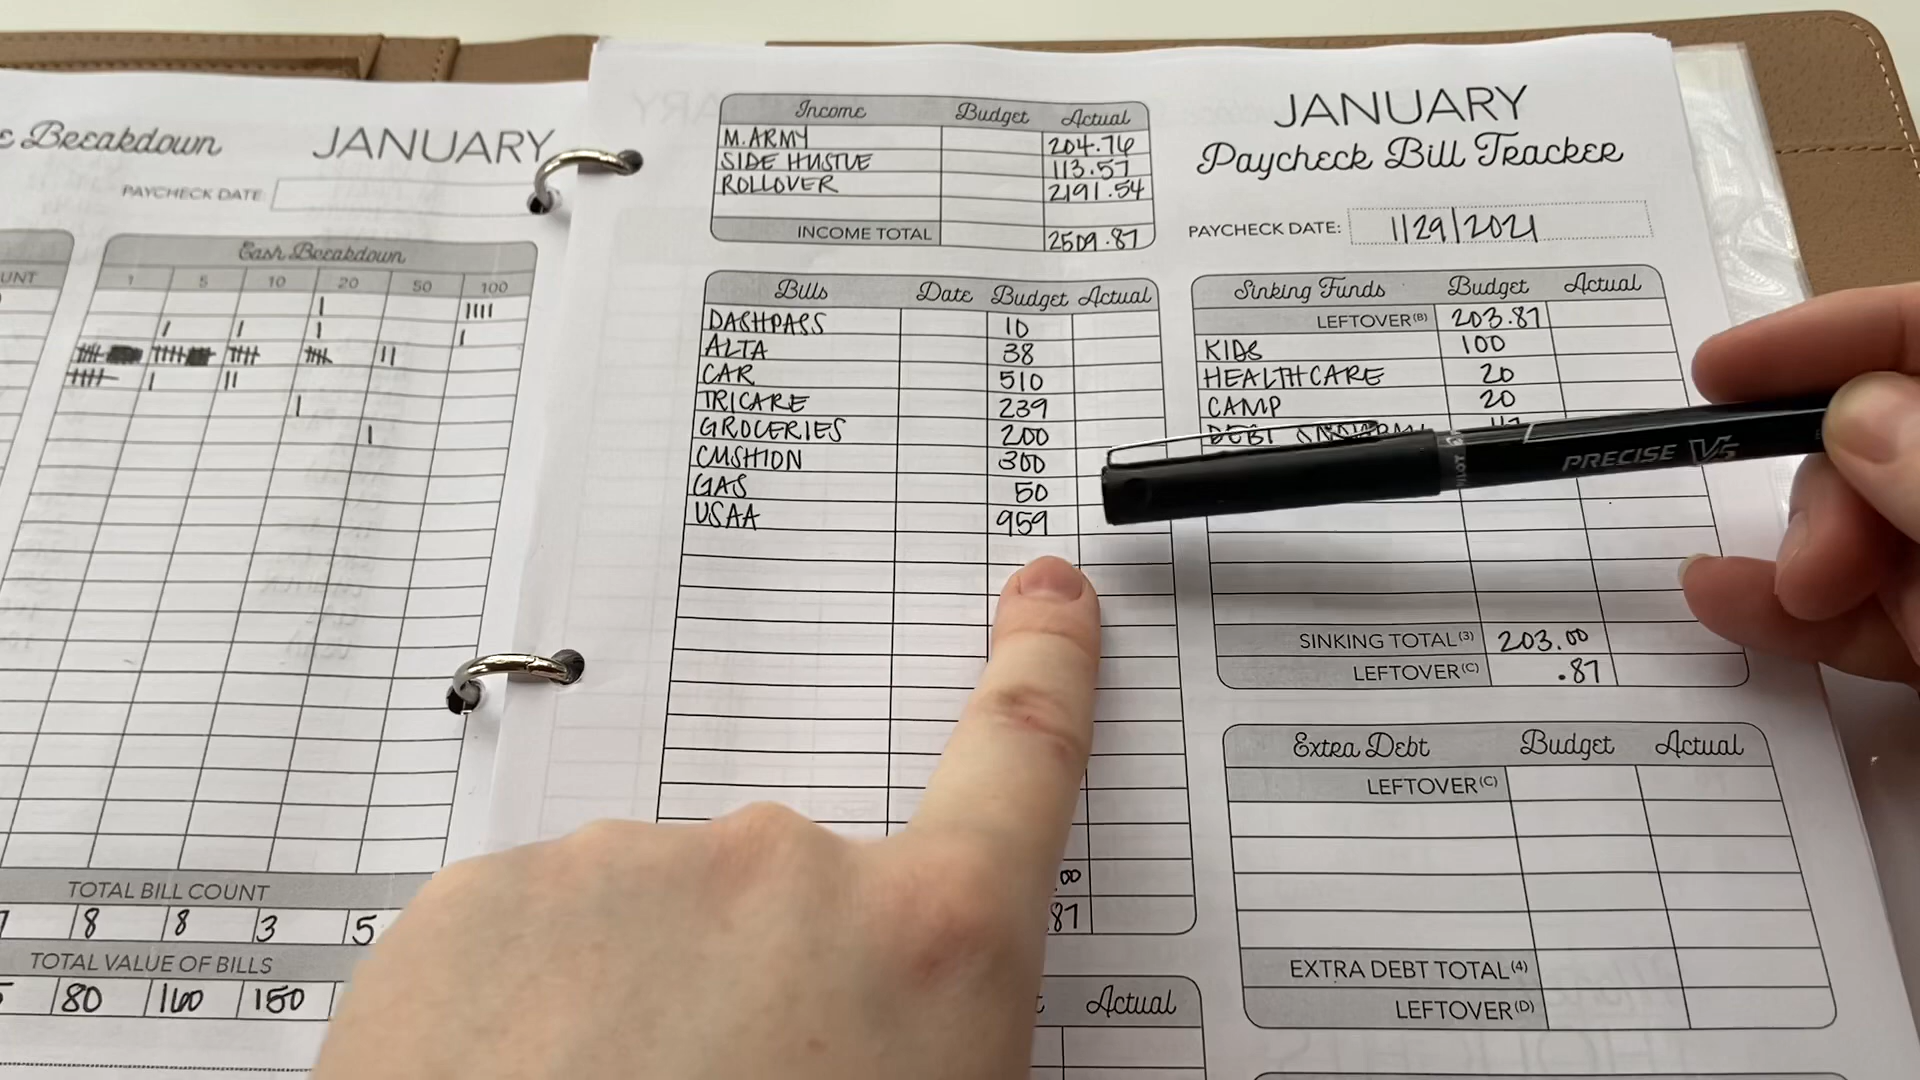 e Breakdown JANUARY
PAYCHECK DATE
UNT
Cash Breakdown
1 5 10 20 50 100
TOTAL BILL COUNT
8 8 3 5
TOTAL VALUE OF BILLS
80 160 150
Income Budget Actual
M.ARMY 204.76
SIDE HUSTLE 113.57
ROLLOVER 2191.54
INCOME TOTAL 2509.87
Bills Date Budget Actual
DASHPASS 10
ALTA 38
CAR 510
TRICARE 239
GROCERIES 200
CUSHION 300
GAS 50
USAA 959
.00
.87
Actual
JANUARY
Paycheck Bill Tracker
PAYCHECK DATE: 1/29/2021
Sinking Funds Budget Actual
LEFTOVER(B) 203.87
KIDS 100
HEALTHCARE 20
CAMP 20
DEBT
SINKING TOTAL(3) 203.00
LEFTOVER(C) .87
Extra Debt Budget Actual
LEFTOVER(C)
EXTRA DEBT TOTAL(4)
LEFTOVER(D)
PRECISE V5